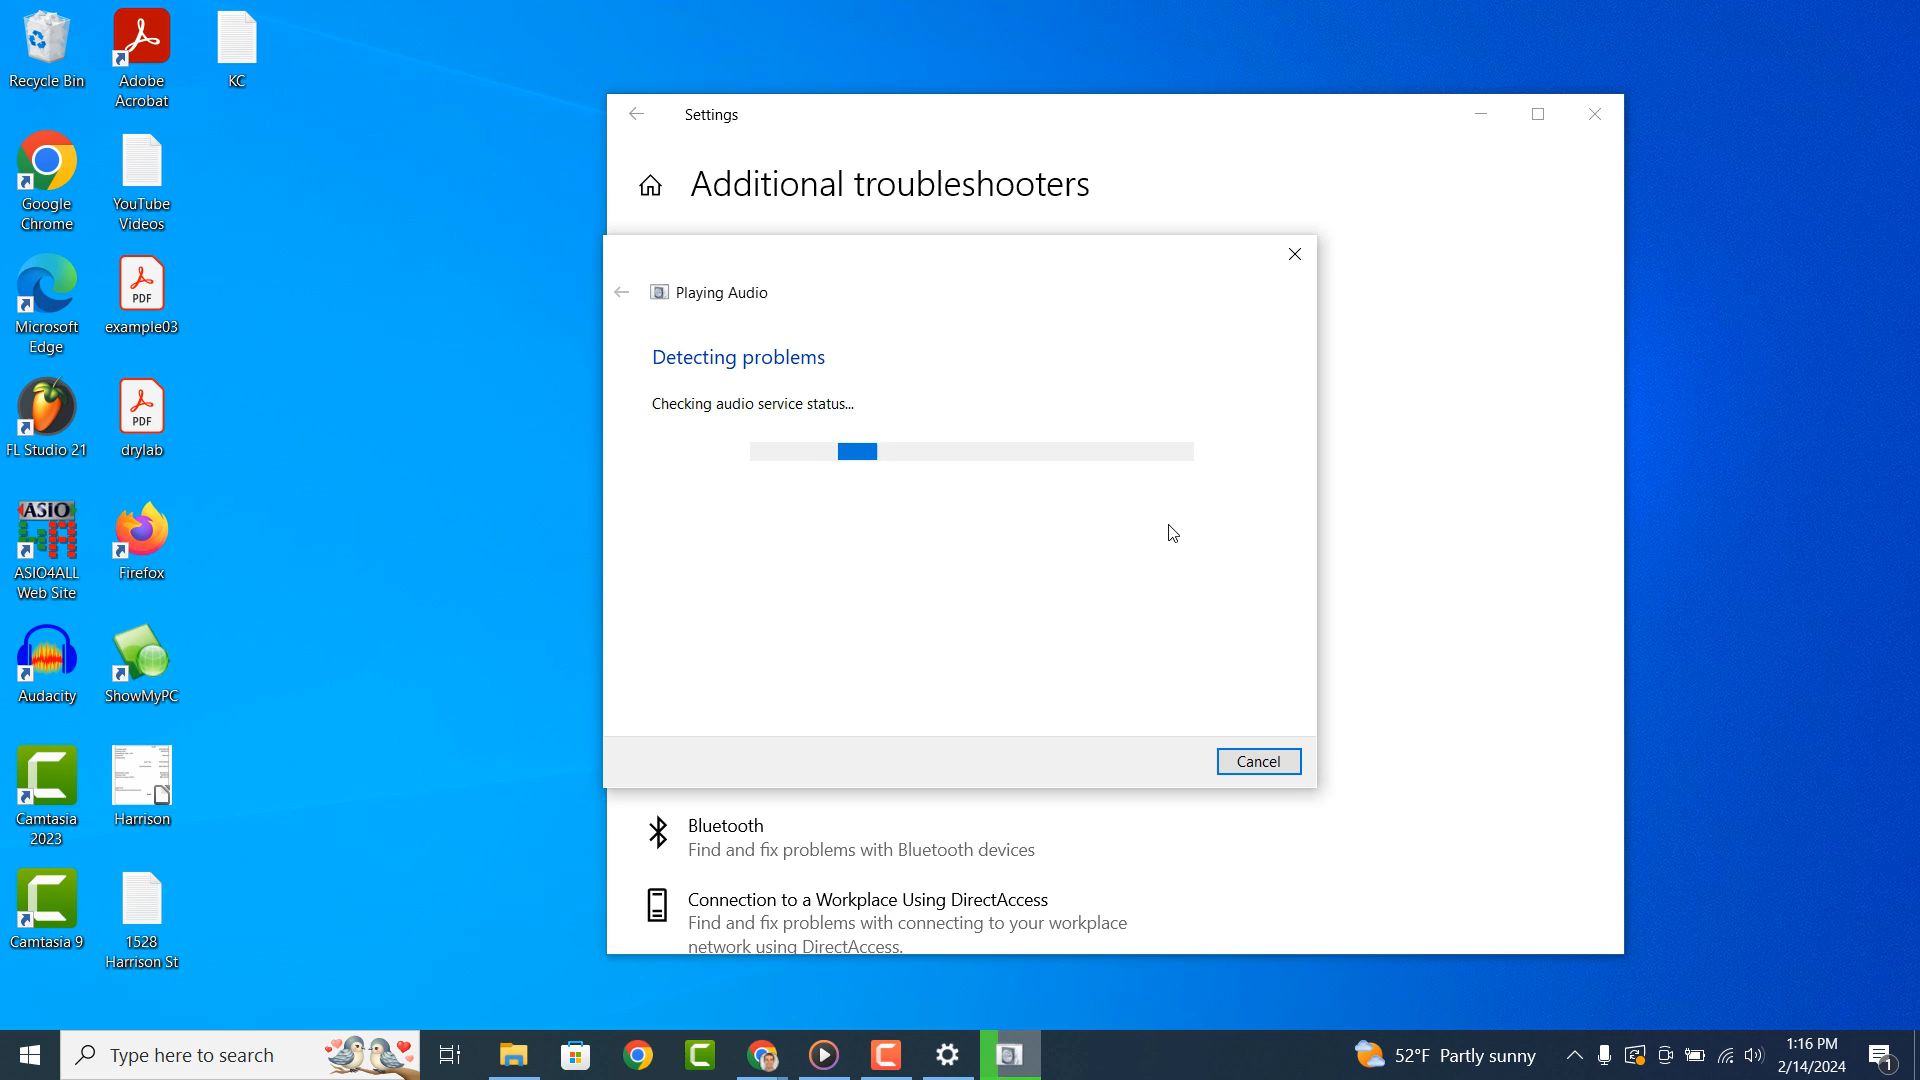 Recycle Bin
Adobe
Acrobat
KC
Google
Chrome
YouTube
Videos
PDF
Microsoft
Edge
example03
PDF
FL Studio 21
drylab
ASIO
4A
ASIO4ALL
Web Site
Firefox
Audacity
ShowMyPC
Camtasia
2023
Harrison
Camtasia 9
1528
Harrison St
Settings
Additional troubleshooters
Playing Audio
Detecting problems
Checking audio service status...
Cancel
Bluetooth
Find and fix problems with Bluetooth devices
Connection to a Workplace Using DirectAccess
Find and fix problems with connecting to your workplace
network using DirectAccess.
Type here to search
52°F Partly sunny
1:16 PM
2/14/2024
1